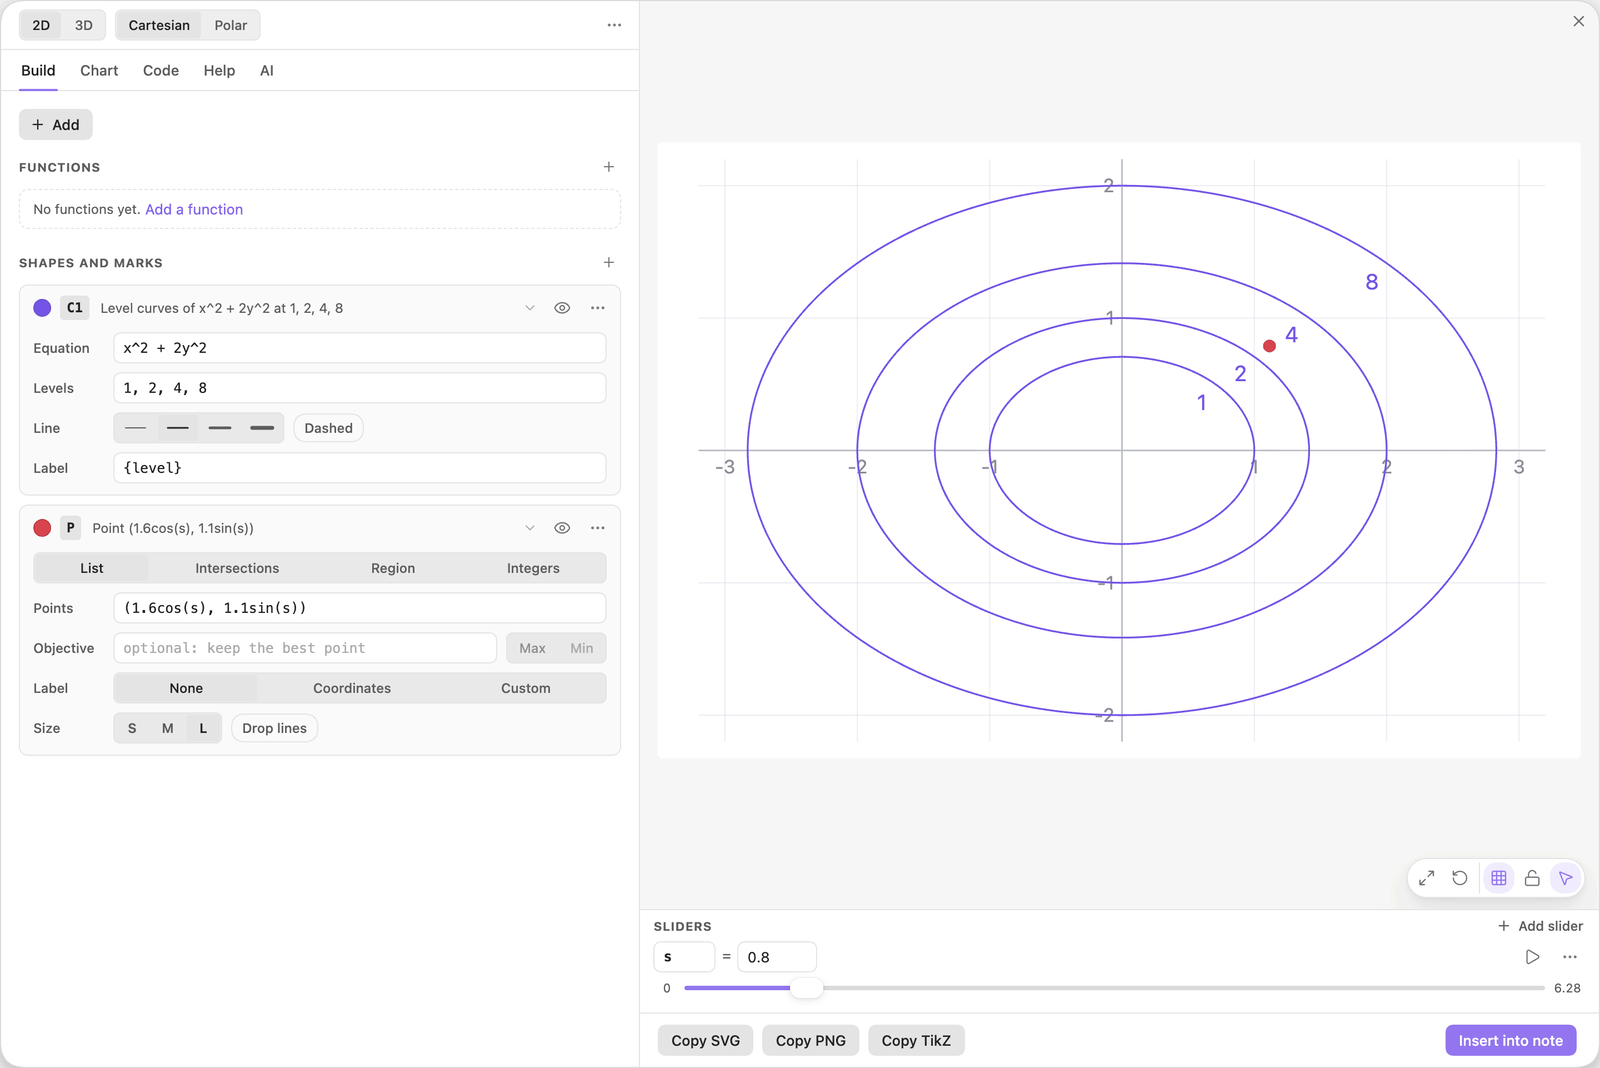 2D 3D Cartesian Polar
Build Chart Code Help AI
+ Add
FUNCTIONS
No functions yet. Add a function
SHAPES AND MARKS
C1 Level curves of x^2 + 2y^2 at 1, 2, 4, 8
Equation x^2 + 2y^2
Levels 1, 2, 4, 8
Line Dashed
Label {level}
P Point (1.6cos(s), 1.1sin(s))
List Intersections Region Integers
Points (1.6cos(s), 1.1sin(s))
Objective optional: keep the best point Max Min
Label None Coordinates Custom
Size S M L Drop lines
2
8
1
4
2
1
-3 -2 -1 1 2 3
-1
-2
SLIDERS + Add slider
s = 0.8
0 6.28
Copy SVG Copy PNG Copy TikZ Insert into note